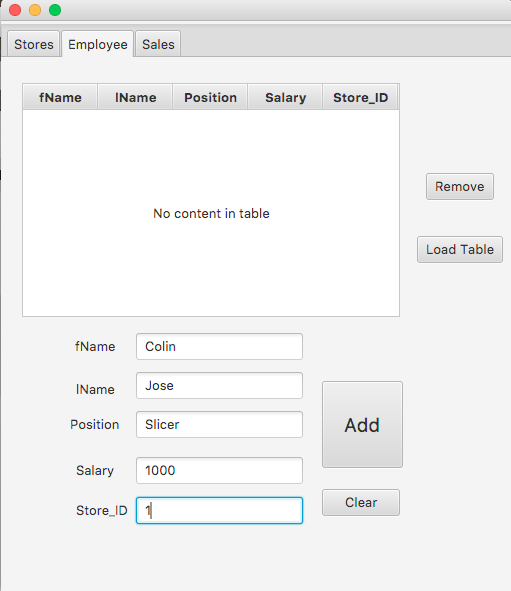 Stores Employee Sales
fName lName Position Salary Store_ID
No content in table
Remove
Load Table
fName Colin
lName Jose
Position Slicer
Add
Salary 1000
Store_ID 1
Clear